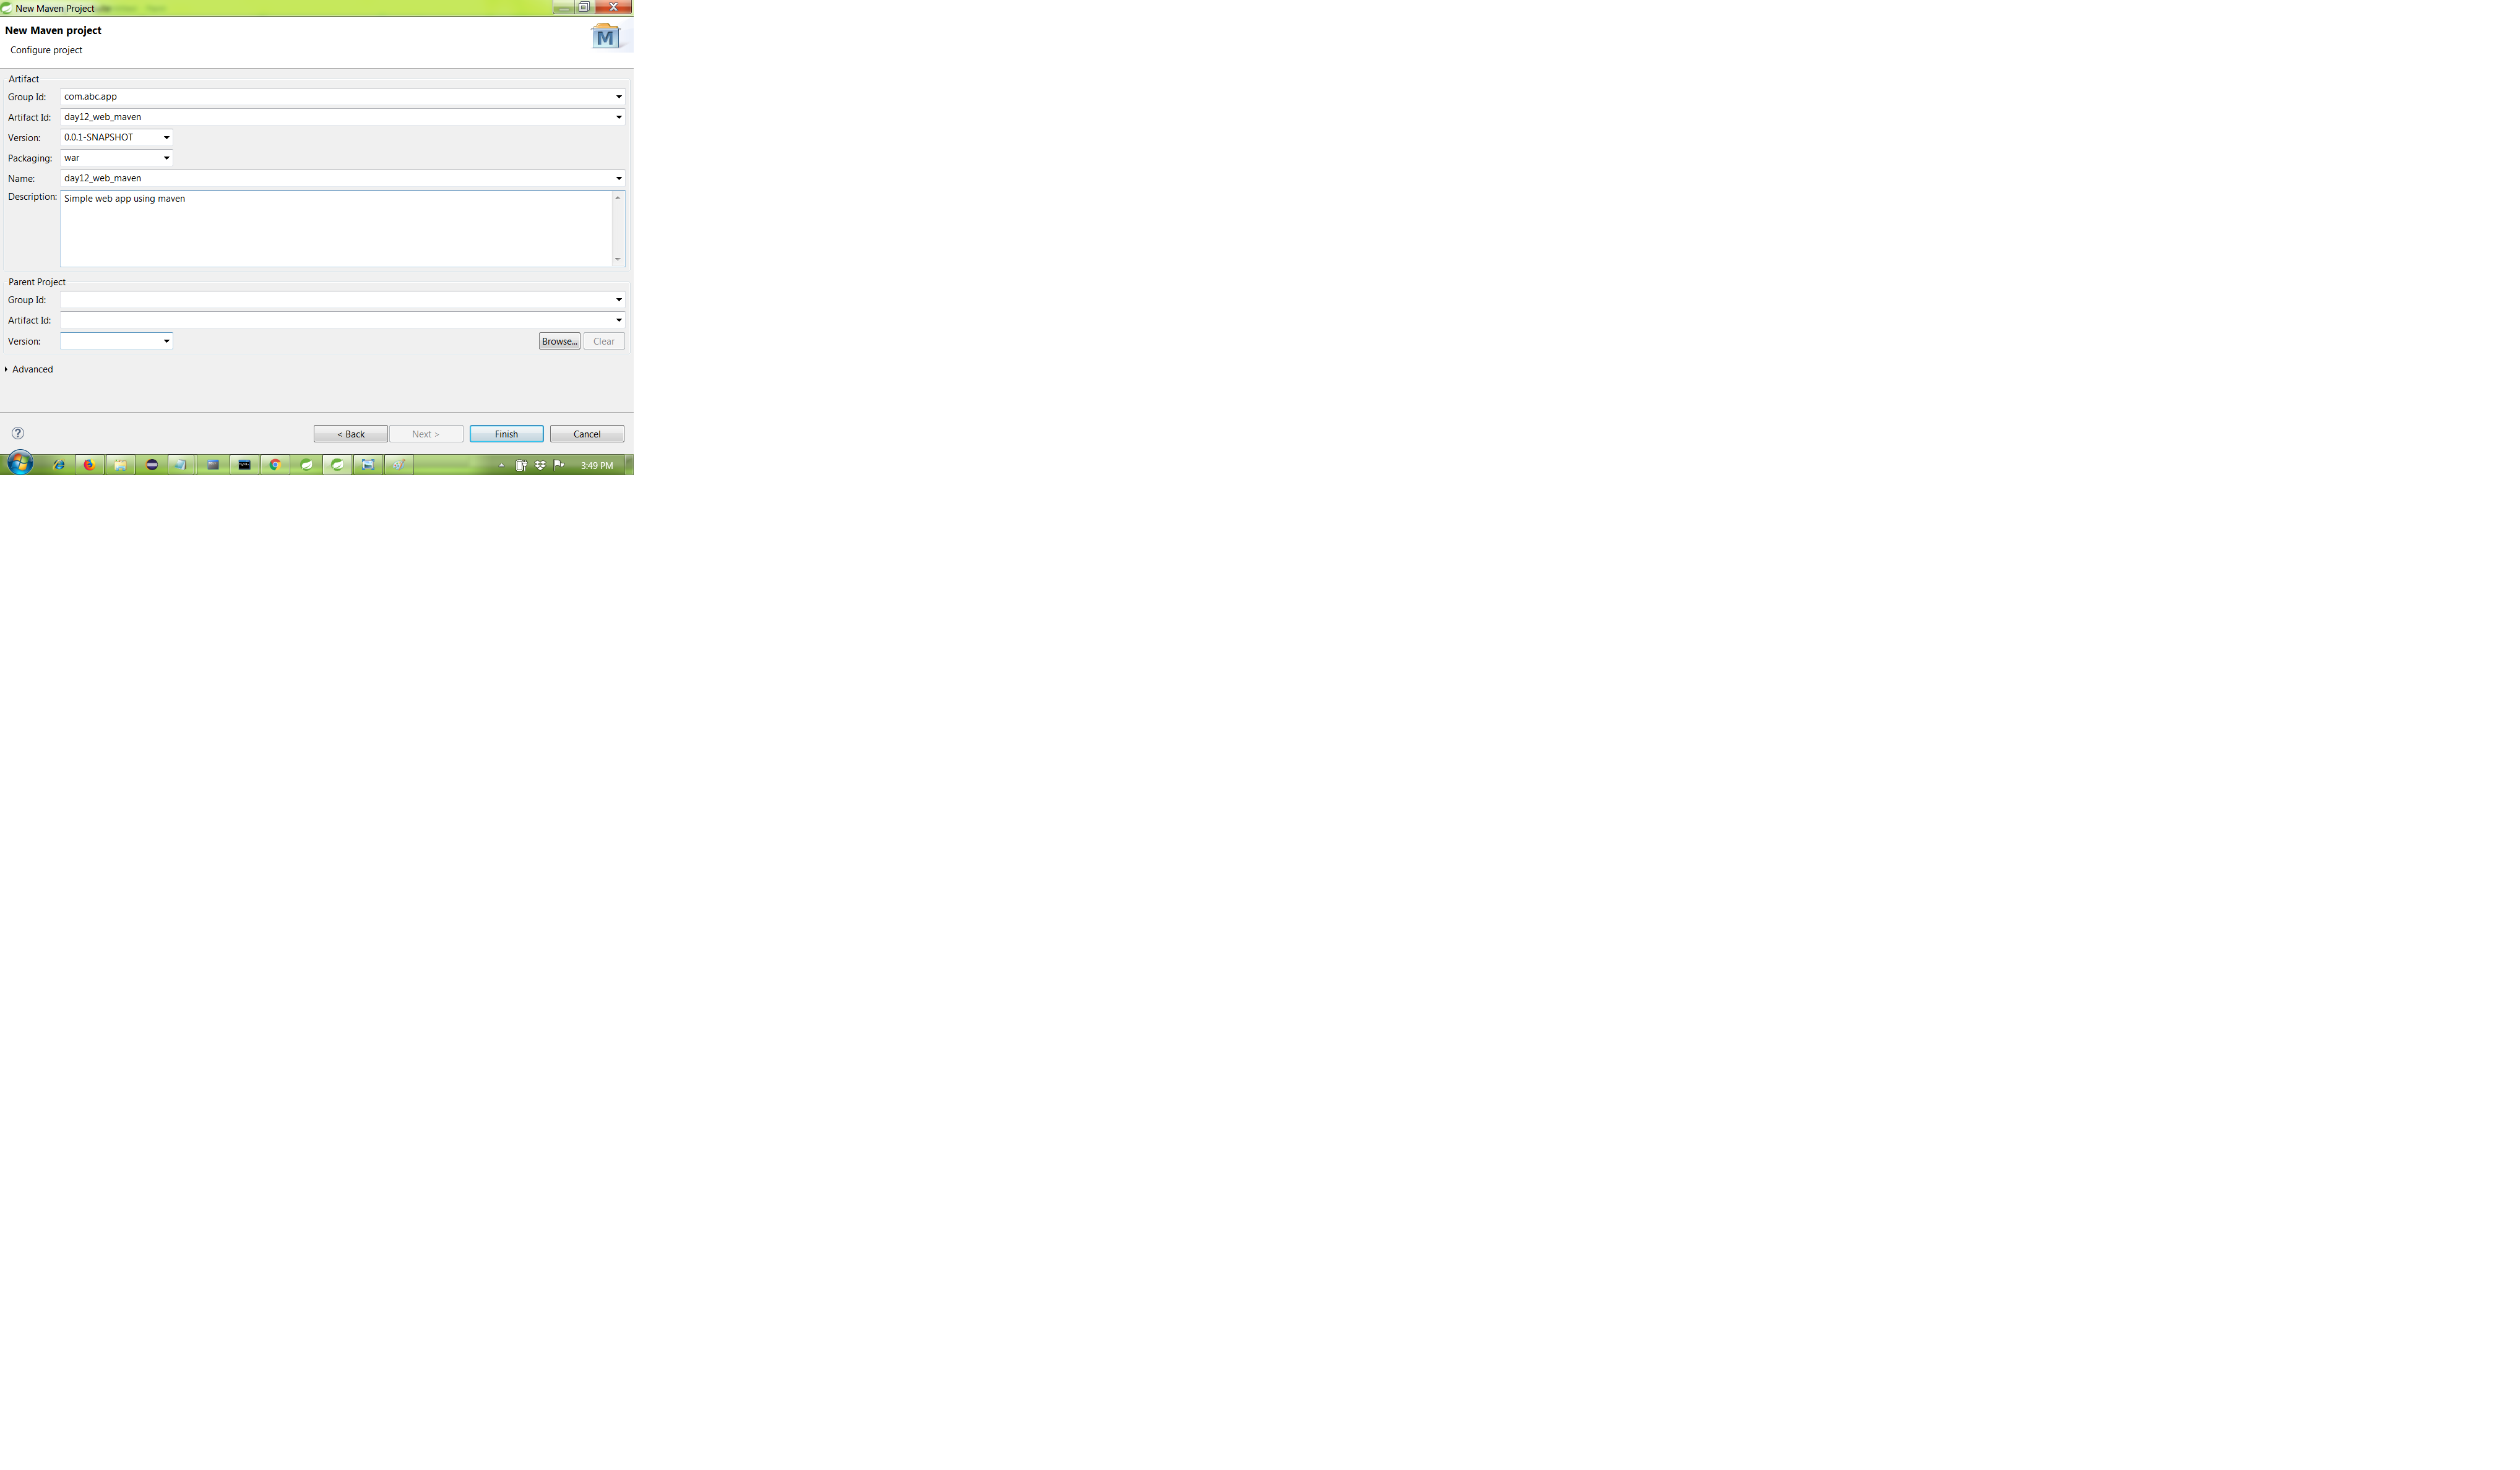 New Maven Project
New Maven project
Configure project
M
Artifact
Group Id: com.abc.app
Artifact Id: day12_web_maven
Version: 0.0.1-SNAPSHOT
Packaging: war
Name: day12_web_maven
Description: Simple web app using maven
Parent Project
Group Id:
Artifact Id:
Version: Browse... Clear
Advanced
? < Back Next > Finish Cancel
3:49 PM